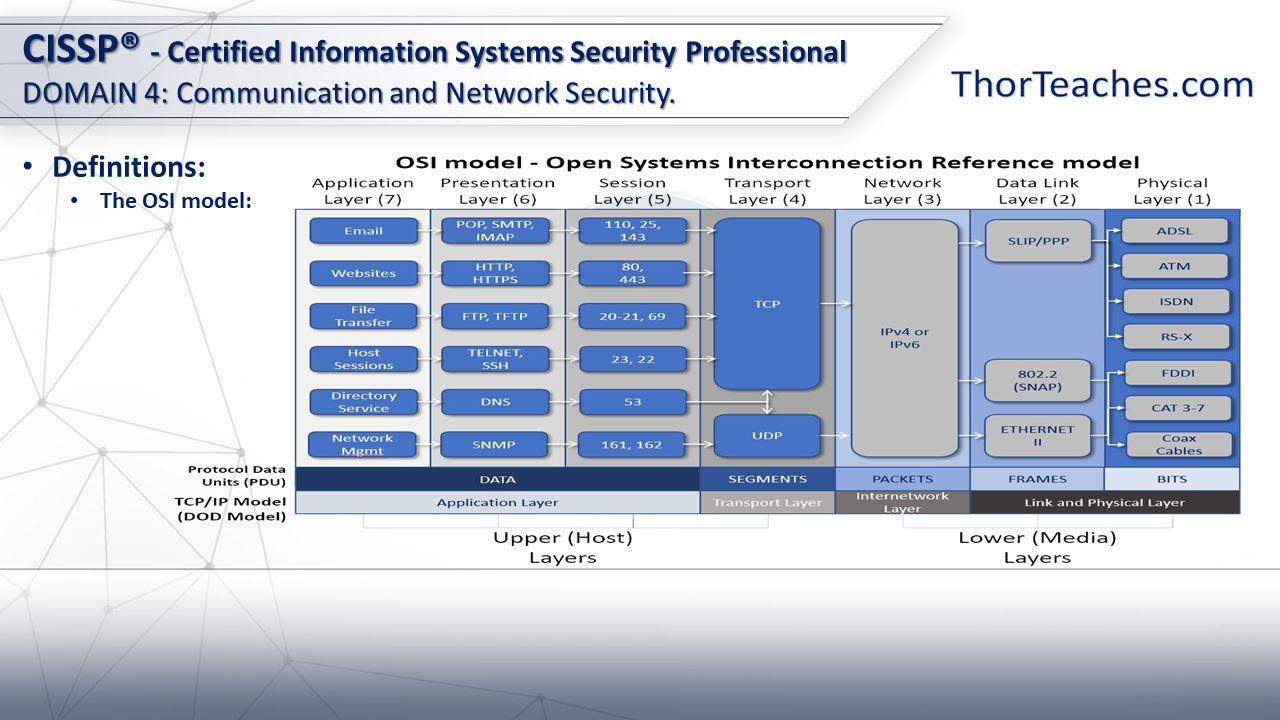 CISSP® - Certified Information Systems Security Professional
DOMAIN 4: Communication and Network Security.
ThorTeaches.com
• Definitions:
• The OSI model:
OSI model - Open Systems Interconnection Reference model
Application
Layer (7)
Presentation
Layer (6)
Session
Layer (5)
Transport
Layer (4)
Network
Layer (3)
Data Link
Layer (2)
Physical
Layer (1)
Email
POP, SMTP,
IMAP
110, 25,
143
Websites
HTTP,
HTTPS
80,
443
File
Transfer
FTP, TFTP
20-21, 69
Host
Sessions
TELNET,
SSH
23, 22
Directory
Service
DNS
53
Network
Mgmt
SNMP
161, 162
TCP
UDP
IPv4 or
IPv6
SLIP/PPP
802.2
(SNAP)
ETHERNET
II
ADSL
ATM
ISDN
RS-X
FDDI
CAT 3-7
Coax
Cables
Protocol Data
Units (PDU)
DATA
SEGMENTS
PACKETS
FRAMES
BITS
TCP/IP Model
(DOD Model)
Application Layer
Transport Layer
Internetwork
Layer
Link and Physical Layer
Upper (Host)
Layers
Lower (Media)
Layers